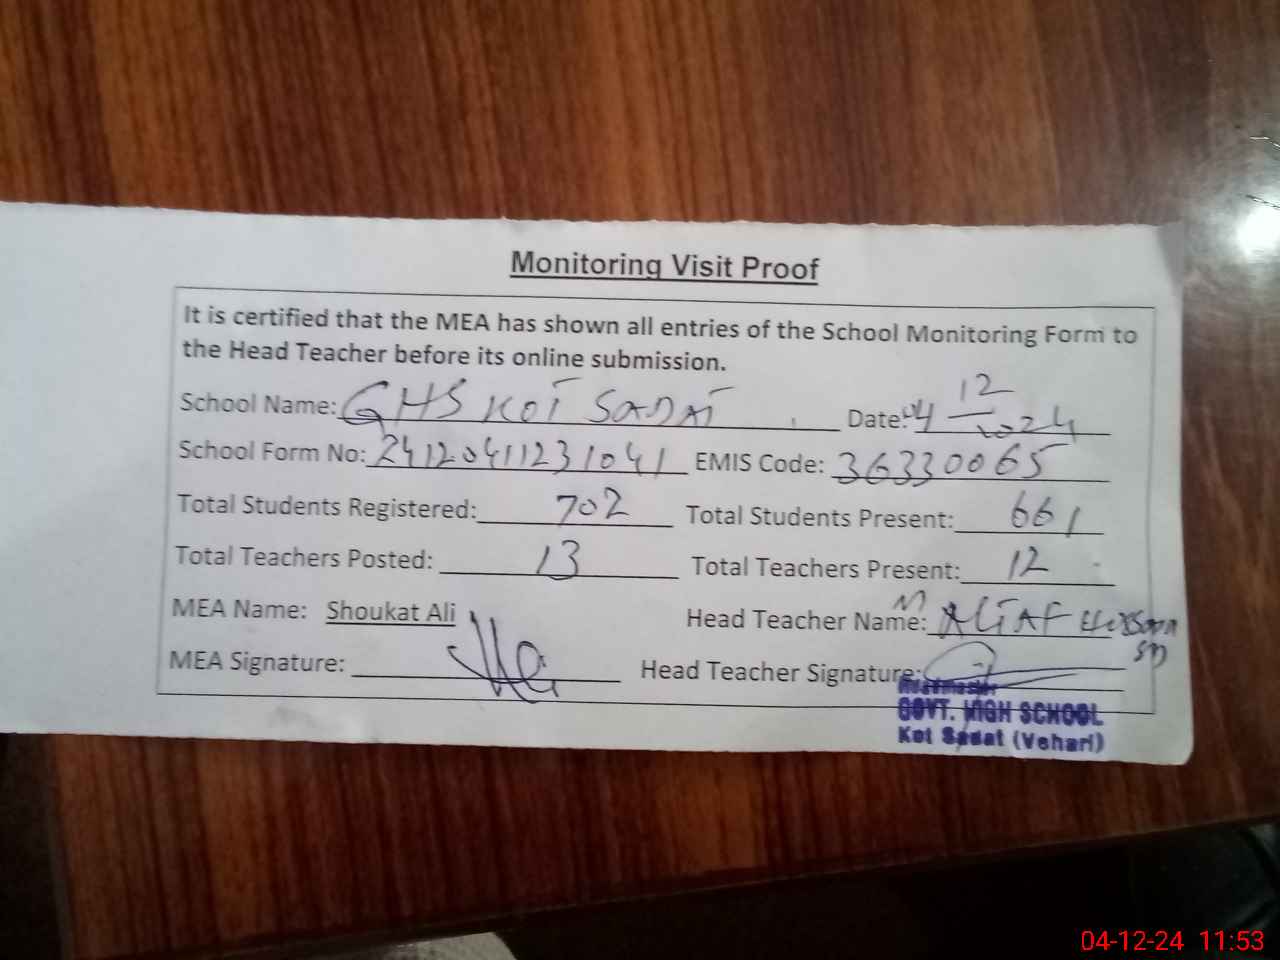 Monitoring Visit Proof
It is certified that the MEA has shown all entries of the School Monitoring Form to
the Head Teacher before its online submission.
School Name: GHS KOT SADAT Date: 04/12/2024
School Form No: 24120411231041 EMIS Code: 36330065
Total Students Registered: 702 Total Students Present: 661
Total Teachers Posted: 13 Total Teachers Present: 12
MEA Name: Shoukat Ali Head Teacher Name: M
MEA Signature: Head Teacher Signature:
Headmaster
GOVT. HIGH SCHOOL
Kot Sadat (Vehari)
04-12-24 11:53